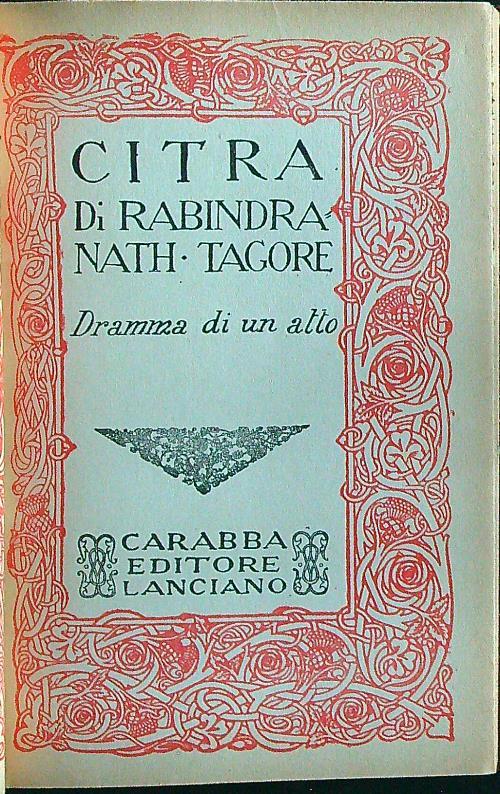 CITRA
Di RABINDRA=
NATH · TAGORE
Dramma di un atto
CARABBA
EDITORE
LANCIANO